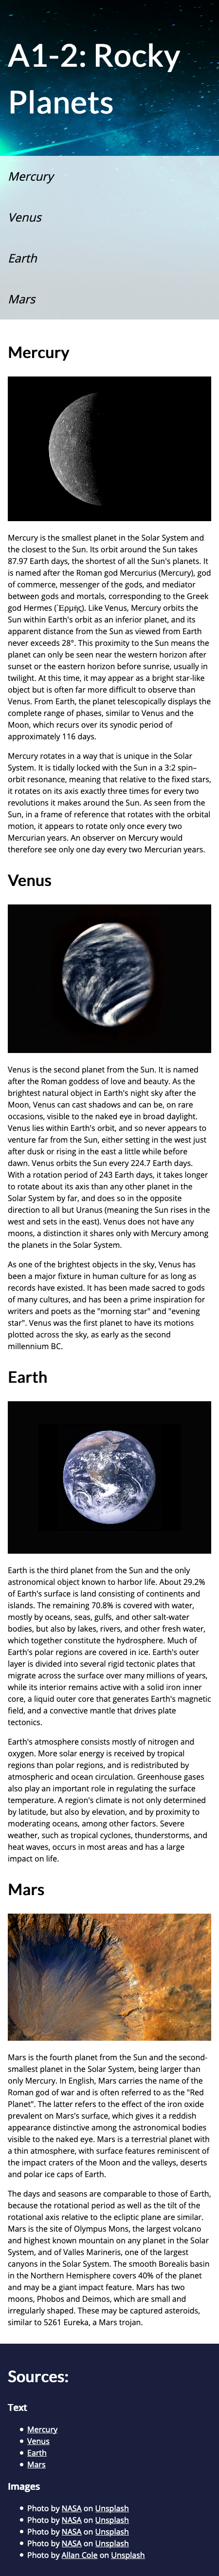 A1-2: Rocky
Planets
Mercury
Venus
Earth
Mars
Mercury
Mercury is the smallest planet in the Solar System and
the closest to the Sun. Its orbit around the Sun takes
87.97 Earth days, the shortest of all the Sun's planets. It
is named after the Roman god Mercurius (Mercury), god
of commerce, messenger of the gods, and mediator
between gods and mortals, corresponding to the Greek
god Hermes (Ἑρμῆς). Like Venus, Mercury orbits the
Sun within Earth's orbit as an inferior planet, and its
apparent distance from the Sun as viewed from Earth
never exceeds 28°. This proximity to the Sun means the
planet can only be seen near the western horizon after
sunset or the eastern horizon before sunrise, usually in
twilight. At this time, it may appear as a bright star-like
object but is often far more difficult to observe than
Venus. From Earth, the planet telescopically displays the
complete range of phases, similar to Venus and the
Moon, which recurs over its synodic period of
approximately 116 days.
Mercury rotates in a way that is unique in the Solar
System. It is tidally locked with the Sun in a 3:2 spin–
orbit resonance, meaning that relative to the fixed stars,
it rotates on its axis exactly three times for every two
revolutions it makes around the Sun. As seen from the
Sun, in a frame of reference that rotates with the orbital
motion, it appears to rotate only once every two
Mercurian years. An observer on Mercury would
therefore see only one day every two Mercurian years.
Venus
Venus is the second planet from the Sun. It is named
after the Roman goddess of love and beauty. As the
brightest natural object in Earth's night sky after the
Moon, Venus can cast shadows and can be, on rare
occasions, visible to the naked eye in broad daylight.
Venus lies within Earth's orbit, and so never appears to
venture far from the Sun, either setting in the west just
after dusk or rising in the east a little while before
dawn. Venus orbits the Sun every 224.7 Earth days.
With a rotation period of 243 Earth days, it takes longer
to rotate about its axis than any other planet in the
Solar System by far, and does so in the opposite
direction to all but Uranus (meaning the Sun rises in the
west and sets in the east). Venus does not have any
moons, a distinction it shares only with Mercury among
the planets in the Solar System.
As one of the brightest objects in the sky, Venus has
been a major fixture in human culture for as long as
records have existed. It has been made sacred to gods
of many cultures, and has been a prime inspiration for
writers and poets as the "morning star" and "evening
star". Venus was the first planet to have its motions
plotted across the sky, as early as the second
millennium BC.
Earth
Earth is the third planet from the Sun and the only
astronomical object known to harbor life. About 29.2%
of Earth's surface is land consisting of continents and
islands. The remaining 70.8% is covered with water,
mostly by oceans, seas, gulfs, and other salt-water
bodies, but also by lakes, rivers, and other fresh water,
which together constitute the hydrosphere. Much of
Earth's polar regions are covered in ice. Earth's outer
layer is divided into several rigid tectonic plates that
migrate across the surface over many millions of years,
while its interior remains active with a solid iron inner
core, a liquid outer core that generates Earth's magnetic
field, and a convective mantle that drives plate
tectonics.
Earth's atmosphere consists mostly of nitrogen and
oxygen. More solar energy is received by tropical
regions than polar regions, and is redistributed by
atmospheric and ocean circulation. Greenhouse gases
also play an important role in regulating the surface
temperature. A region's climate is not only determined
by latitude, but also by elevation, and by proximity to
moderating oceans, among other factors. Severe
weather, such as tropical cyclones, thunderstorms, and
heat waves, occurs in most areas and has a large
impact on life.
Mars
Mars is the fourth planet from the Sun and the second-
smallest planet in the Solar System, being larger than
only Mercury. In English, Mars carries the name of the
Roman god of war and is often referred to as the "Red
Planet". The latter refers to the effect of the iron oxide
prevalent on Mars's surface, which gives it a reddish
appearance distinctive among the astronomical bodies
visible to the naked eye. Mars is a terrestrial planet with
a thin atmosphere, with surface features reminiscent of
the impact craters of the Moon and the valleys, deserts
and polar ice caps of Earth.
The days and seasons are comparable to those of Earth,
because the rotational period as well as the tilt of the
rotational axis relative to the ecliptic plane are similar.
Mars is the site of Olympus Mons, the largest volcano
and highest known mountain on any planet in the Solar
System, and of Valles Marineris, one of the largest
canyons in the Solar System. The smooth Borealis basin
in the Northern Hemisphere covers 40% of the planet
and may be a giant impact feature. Mars has two
moons, Phobos and Deimos, which are small and
irregularly shaped. These may be captured asteroids,
similar to 5261 Eureka, a Mars trojan.
Sources:
Text
Mercury
Venus
Earth
Mars
Images
Photo by NASA on Unsplash
Photo by NASA on Unsplash
Photo by NASA on Unsplash
Photo by NASA on Unsplash
Photo by Allan Cole on Unsplash